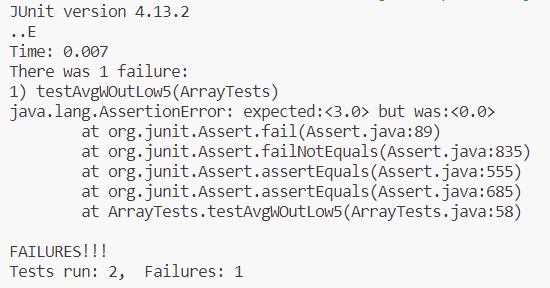 JUnit version 4.13.2
..E
Time: 0.007
There was 1 failure:
1) testAvgWOutLow5(ArrayTests)
java.lang.AssertionError: expected:<3.0> but was:<0.0>
        at org.junit.Assert.fail(Assert.java:89)
        at org.junit.Assert.failNotEquals(Assert.java:835)
        at org.junit.Assert.assertEquals(Assert.java:555)
        at org.junit.Assert.assertEquals(Assert.java:685)
        at ArrayTests.testAvgWOutLow5(ArrayTests.java:58)

FAILURES!!!
Tests run: 2,  Failures: 1